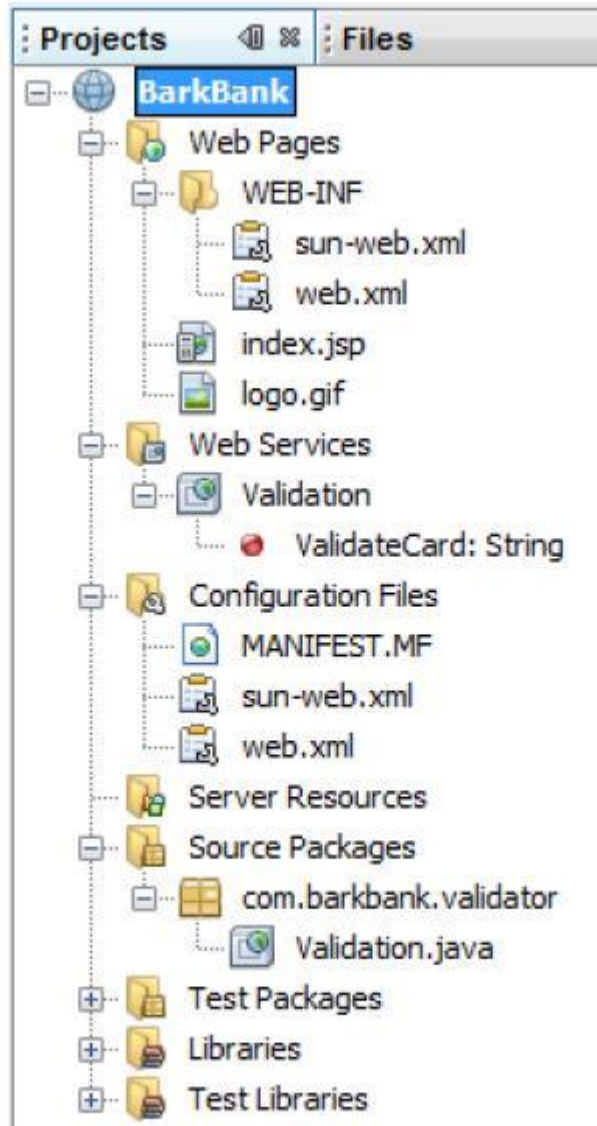 Projects Files
BarkBank
Web Pages
WEB-INF
sun-web.xml
web.xml
index.jsp
logo.gif
Web Services
Validation
ValidateCard: String
Configuration Files
MANIFEST.MF
sun-web.xml
web.xml
Server Resources
Source Packages
com.barkbank.validator
Validation.java
Test Packages
Libraries
Test Libraries